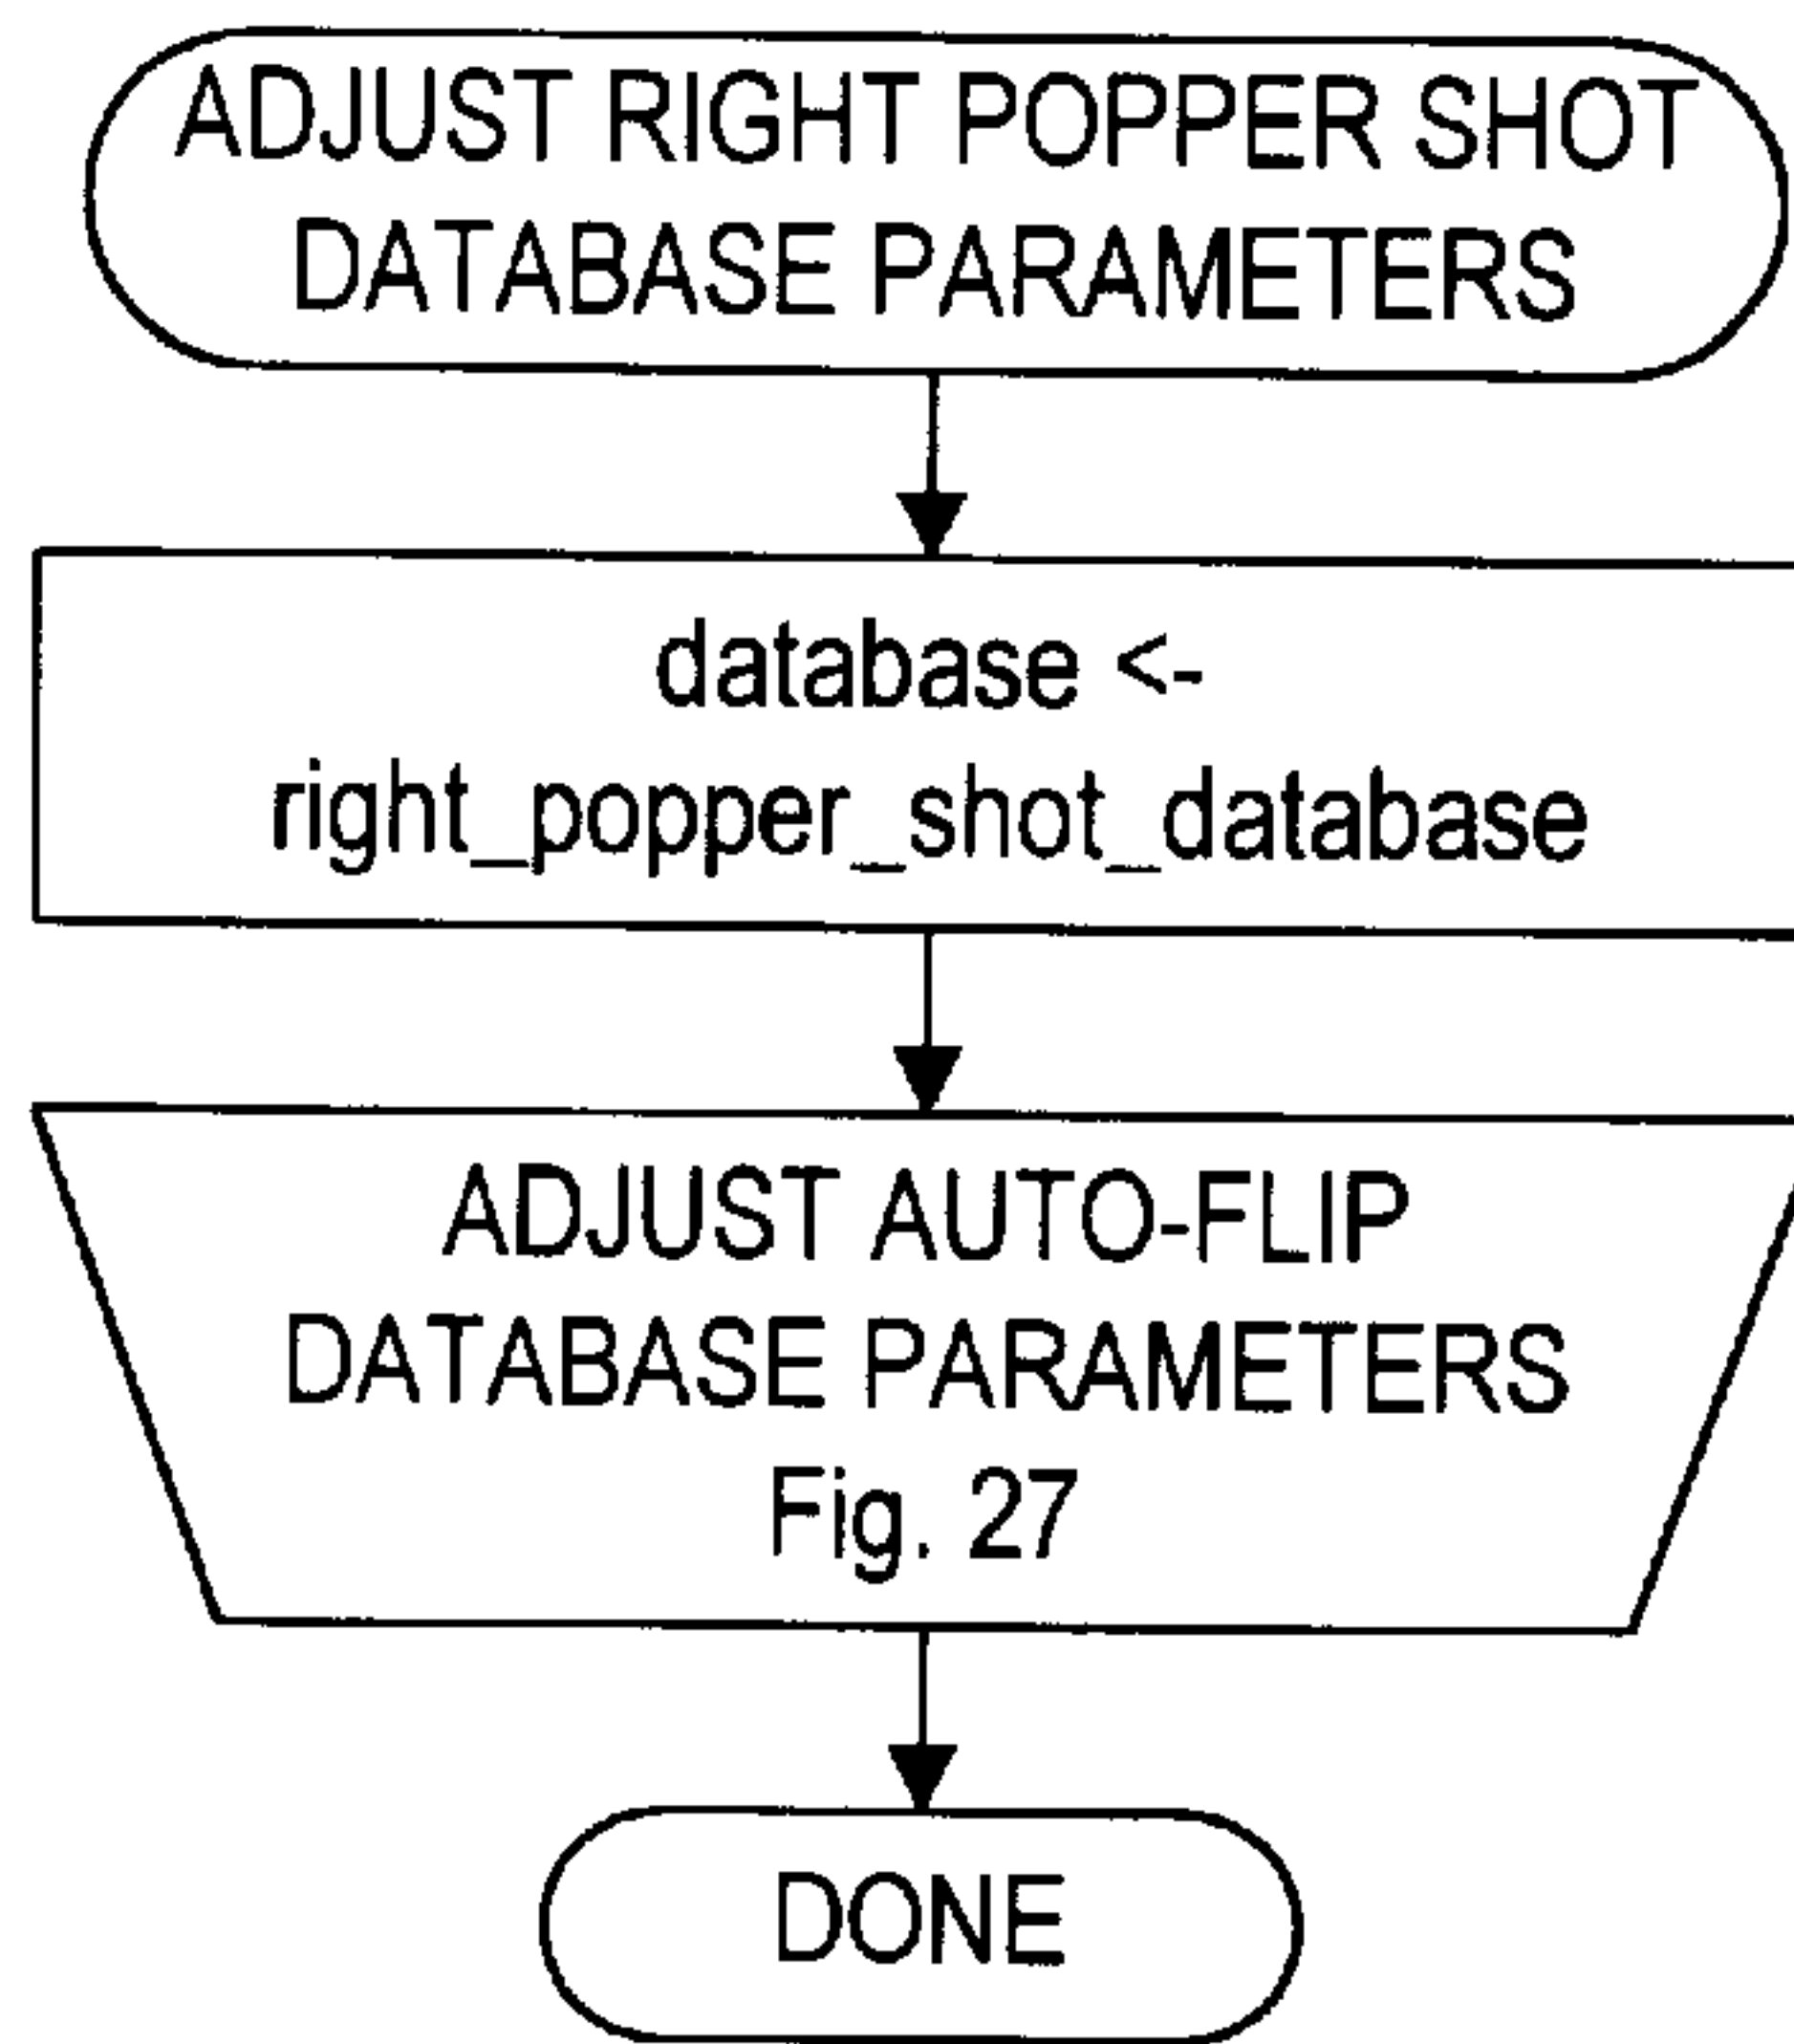 ADJUST RIGHT POPPER SHOT
DATABASE PARAMETERS
database <-
right_popper_shot_database
ADJUST AUTO-FLIP
DATABASE PARAMETERS
Fig. 27
DONE